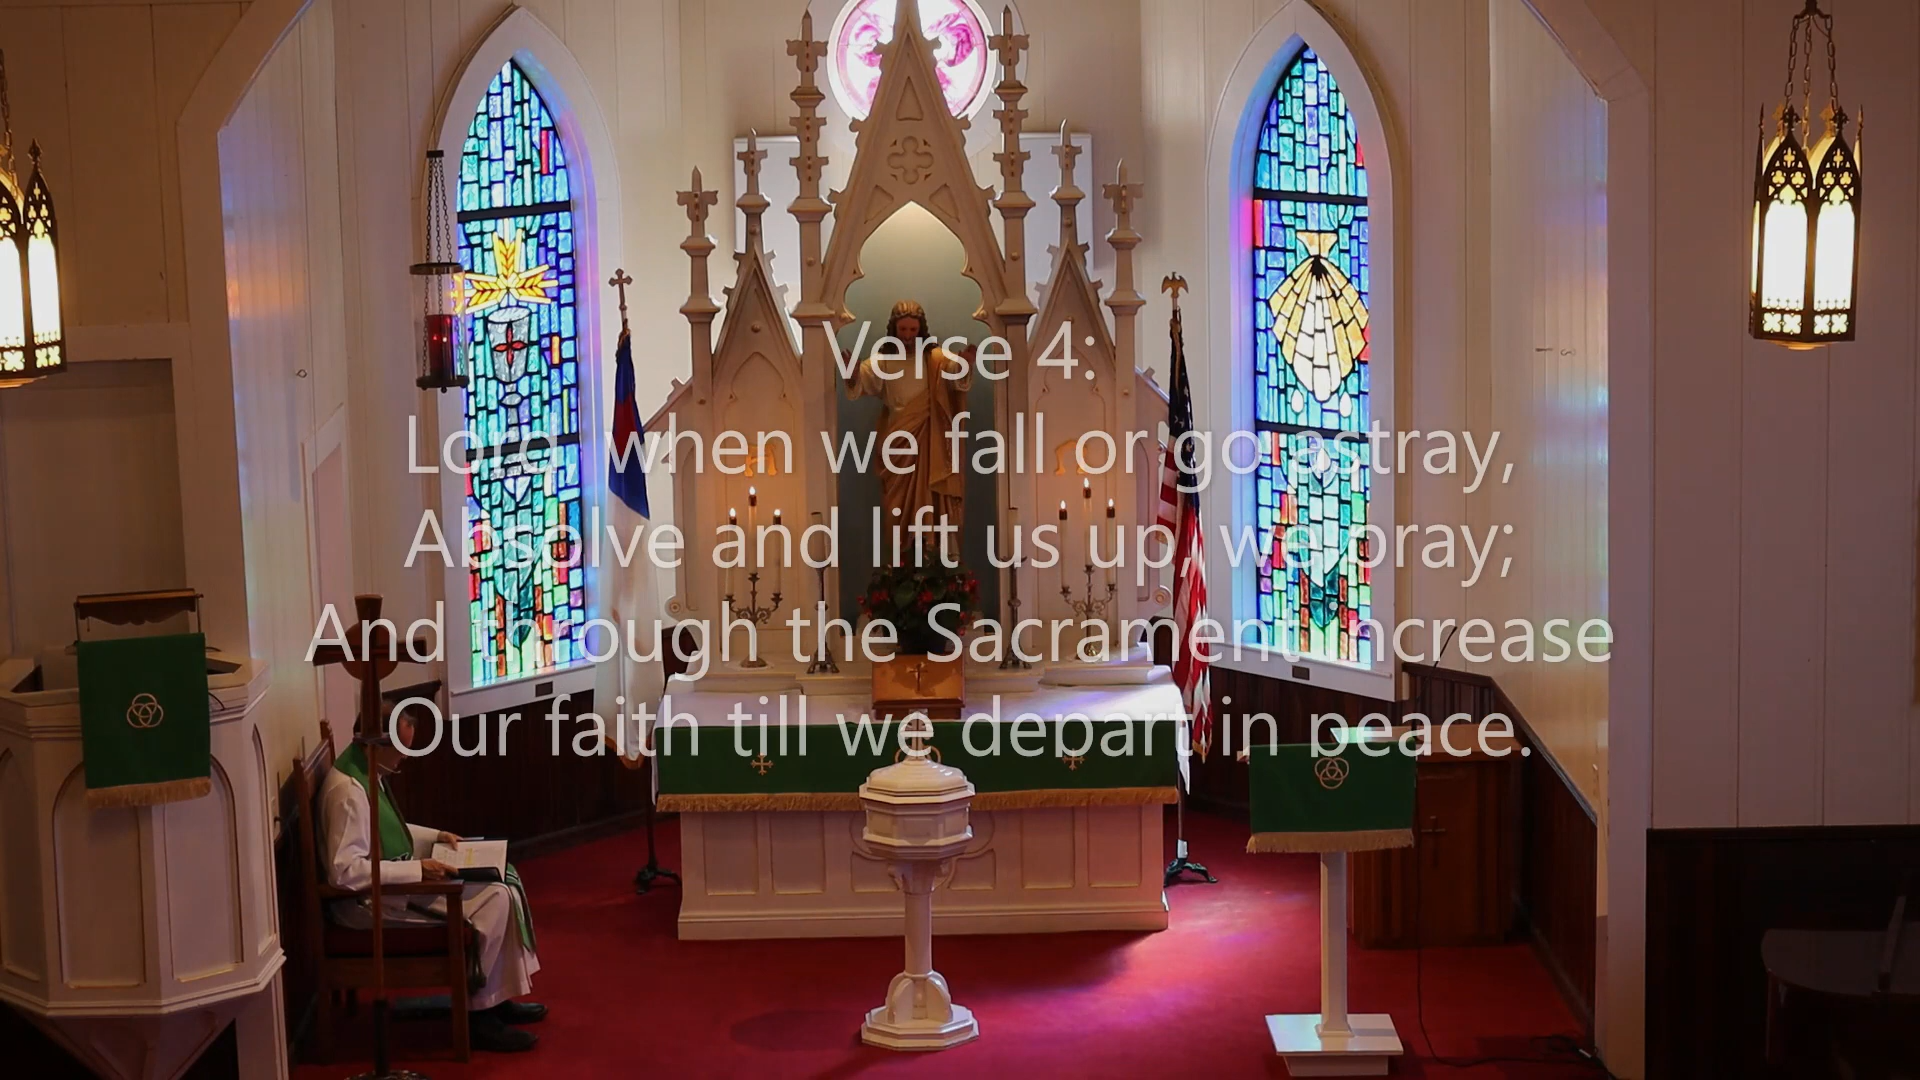 Verse 4:
Lord, when we fall or go astray,
Absolve and lift us up, we pray;
And through the Sacrament increase
Our faith till we depart in peace.